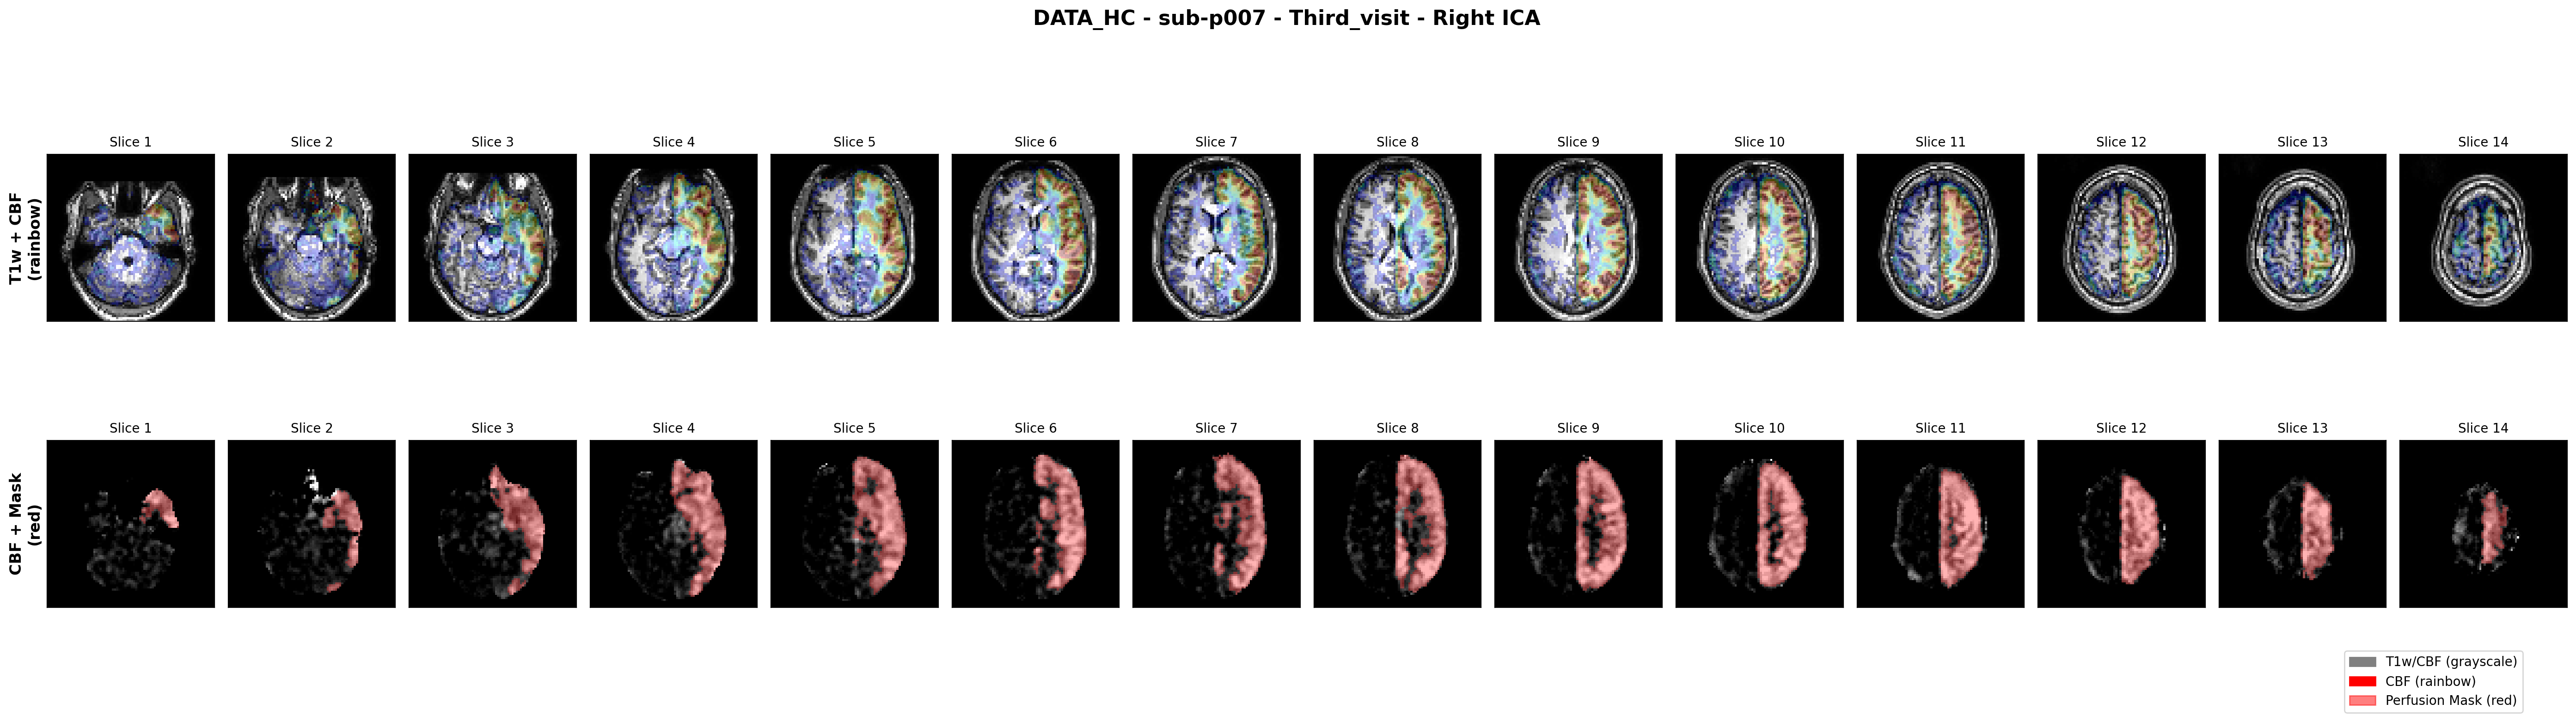 DATA_HC - sub-p007 - Third_visit - Right ICA
T1w + CBF
(rainbow)
Slice 1
Slice 2
Slice 3
Slice 4
Slice 5
Slice 6
Slice 7
Slice 8
Slice 9
Slice 10
Slice 11
Slice 12
Slice 13
Slice 14
CBF + Mask
(red)
Slice 1
Slice 2
Slice 3
Slice 4
Slice 5
Slice 6
Slice 7
Slice 8
Slice 9
Slice 10
Slice 11
Slice 12
Slice 13
Slice 14
T1w/CBF (grayscale)
CBF (rainbow)
Perfusion Mask (red)